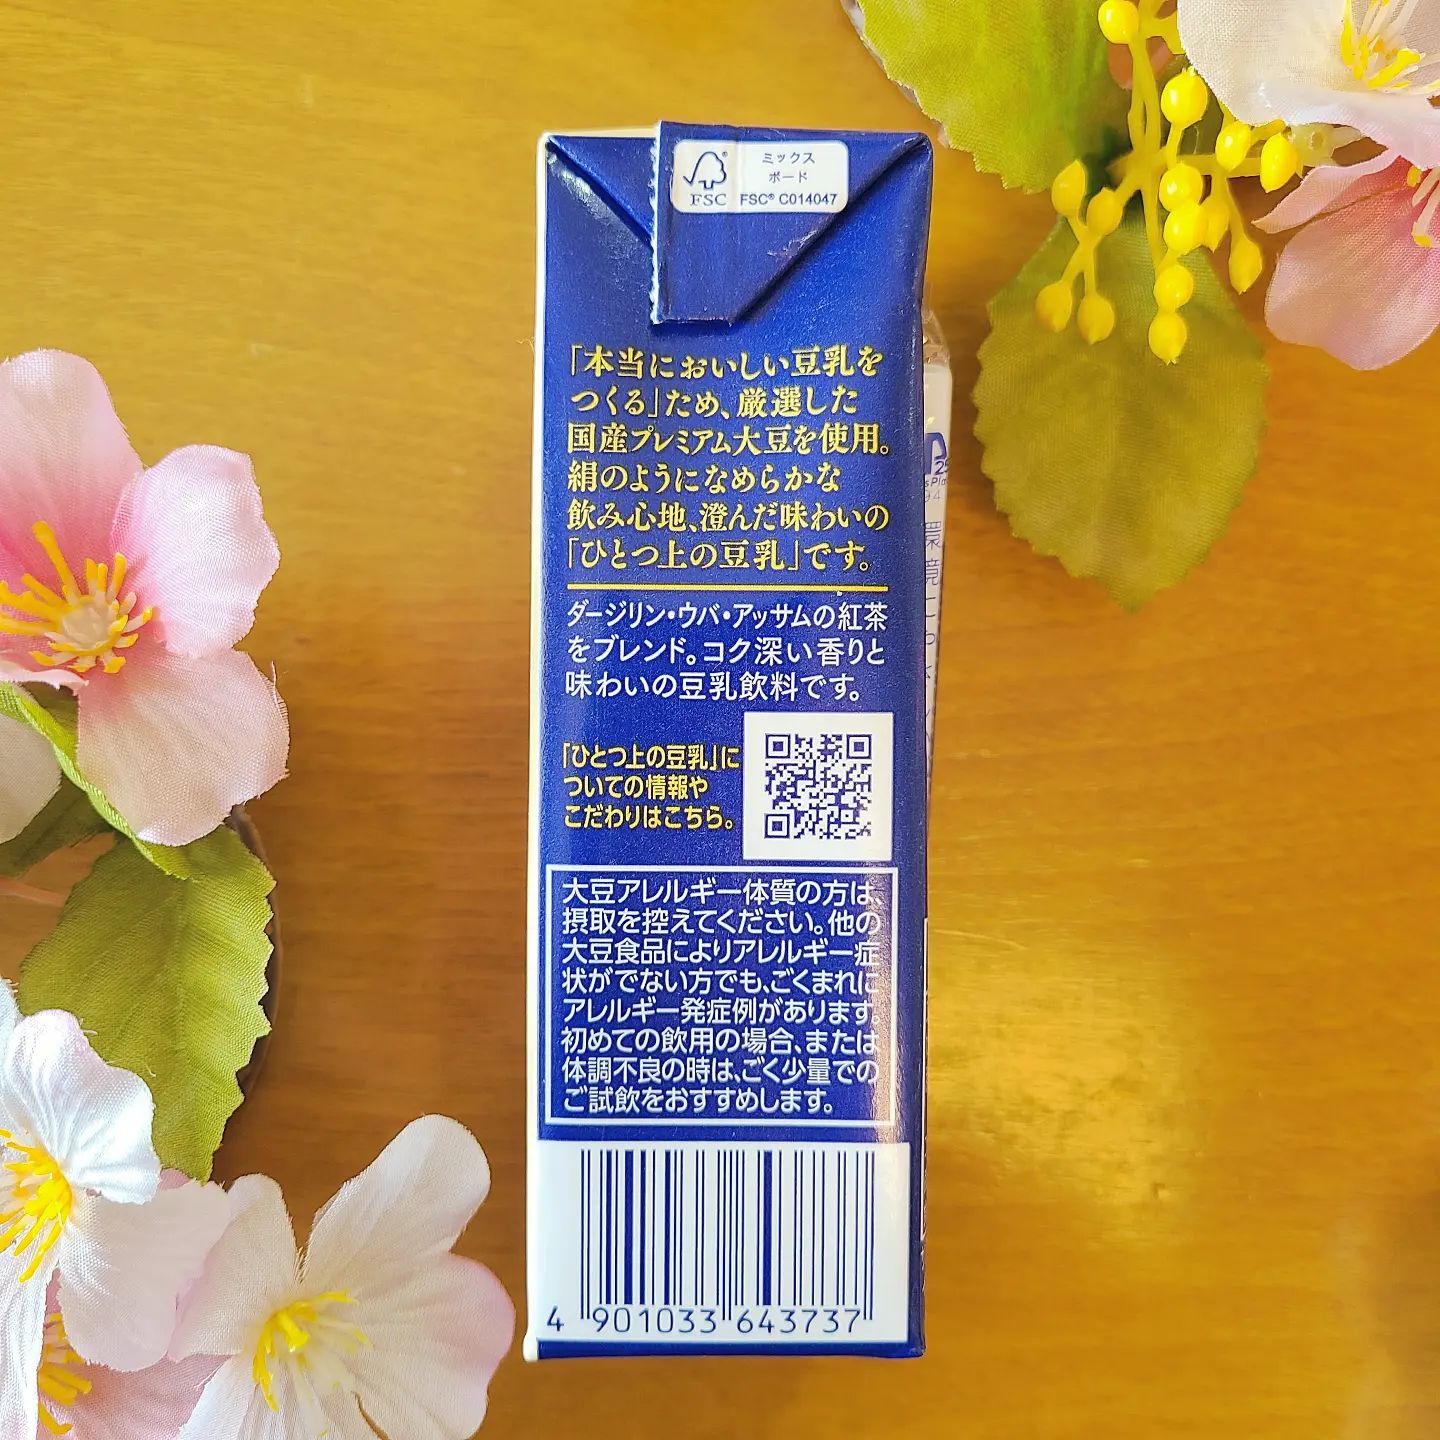 ミックス
ボード
FSC® C014047
FSC
「本当においしい豆乳を
つくる」ため、厳選した
国産プレミアム大豆を使用。
絹のようになめらかな
飲み心地、澄んだ味わいの
「ひとつ上の豆乳」です。
ダージリン・ウバ・アッサムの紅茶
をブレンド。コク深い香りと
味わいの豆乳飲料です。
「ひとつ上の豆乳」に
ついての情報や
こだわりはこちら。
大豆アレルギー体質の方は、
摂取を控えてください。他の
大豆食品によりアレルギー症
状がでない方でも、ごくまれに
アレルギー発症例があります。
初めての飲用の場合、または
体調不良の時は、ごく少量での
ご試飲をおすすめします。
4 901033 643737